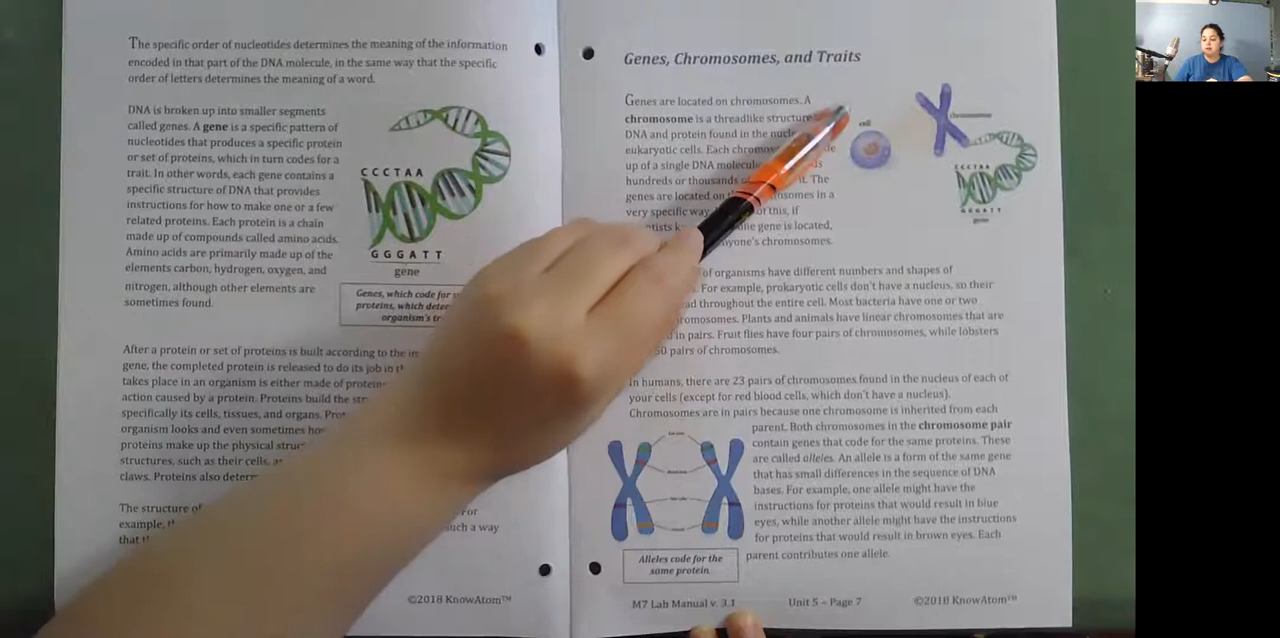 The specific order of nucleotides determines the meaning of the information
encoded in that part of the DNA molecule, in the same way that the specific
order of letters determines the meaning of a word.
DNA is broken up into smaller segments
called genes. A gene is a specific pattern of
nucleotides that produces a specific protein
or set of proteins, which in turn codes for a
trait. In other words, each gene contains a
specific structure of DNA that provides
instructions for how to make one or a few
related proteins. Each protein is a chain
made up of compounds called amino acids.
Amino acids are primarily made up of the
elements carbon, hydrogen, oxygen, and
nitrogen, although other elements are
sometimes found.
CCCTAA
GGGATT
gene
Genes, which code for
proteins, which
organism's
After a protein or set of proteins is built according to the
gene, the completed protein is released to do its job in
takes place in an organism is either made of
action caused by a protein. Proteins build the
specifically its cells, tissues, and organs.
organism looks and even sometimes
proteins make up the physical
structures, such as their cells,
claws. Proteins also
The structure of
For
example,
such a way
that
©2018 KnowAtom™
Genes, Chromosomes, and Traits
Genes are located on chromosomes. A
chromosome is a threadlike structure
DNA and protein found in the
eukaryotic cells. Each
up of a single DNA
hundreds or thousands it. The
genes are located on in a
very specific way. of this, if
gene is located,
chromosomes.
cell
chromosome
CCCTAA
GGGATT
gene
of organisms have different numbers and shapes of
For example, prokaryotic cells don't have a nucleus, so their
throughout the entire cell. Most bacteria have one or two
Plants and animals have linear chromosomes that are
in pairs. Fruit flies have four pairs of chromosomes, while lobsters
50 pairs of chromosomes.
In humans, there are 23 pairs of chromosomes found in the nucleus of each of
your cells (except for red blood cells, which don't have a nucleus).
Chromosomes are in pairs because one chromosome is inherited from each
parent. Both chromosomes in the chromosome pair
contain genes that code for the same proteins. These
are called alleles. An allele is a form of the same gene
that has small differences in the sequence of DNA
bases. For example, one allele might have the
instructions for proteins that would result in blue
eyes, while another allele might have the instructions
for proteins that would result in brown eyes. Each
parent contributes one allele.
Alleles code for the
same protein.
M7 Lab Manual v. 3.1
Unit 5 – Page 7
©2018 KnowAtom™